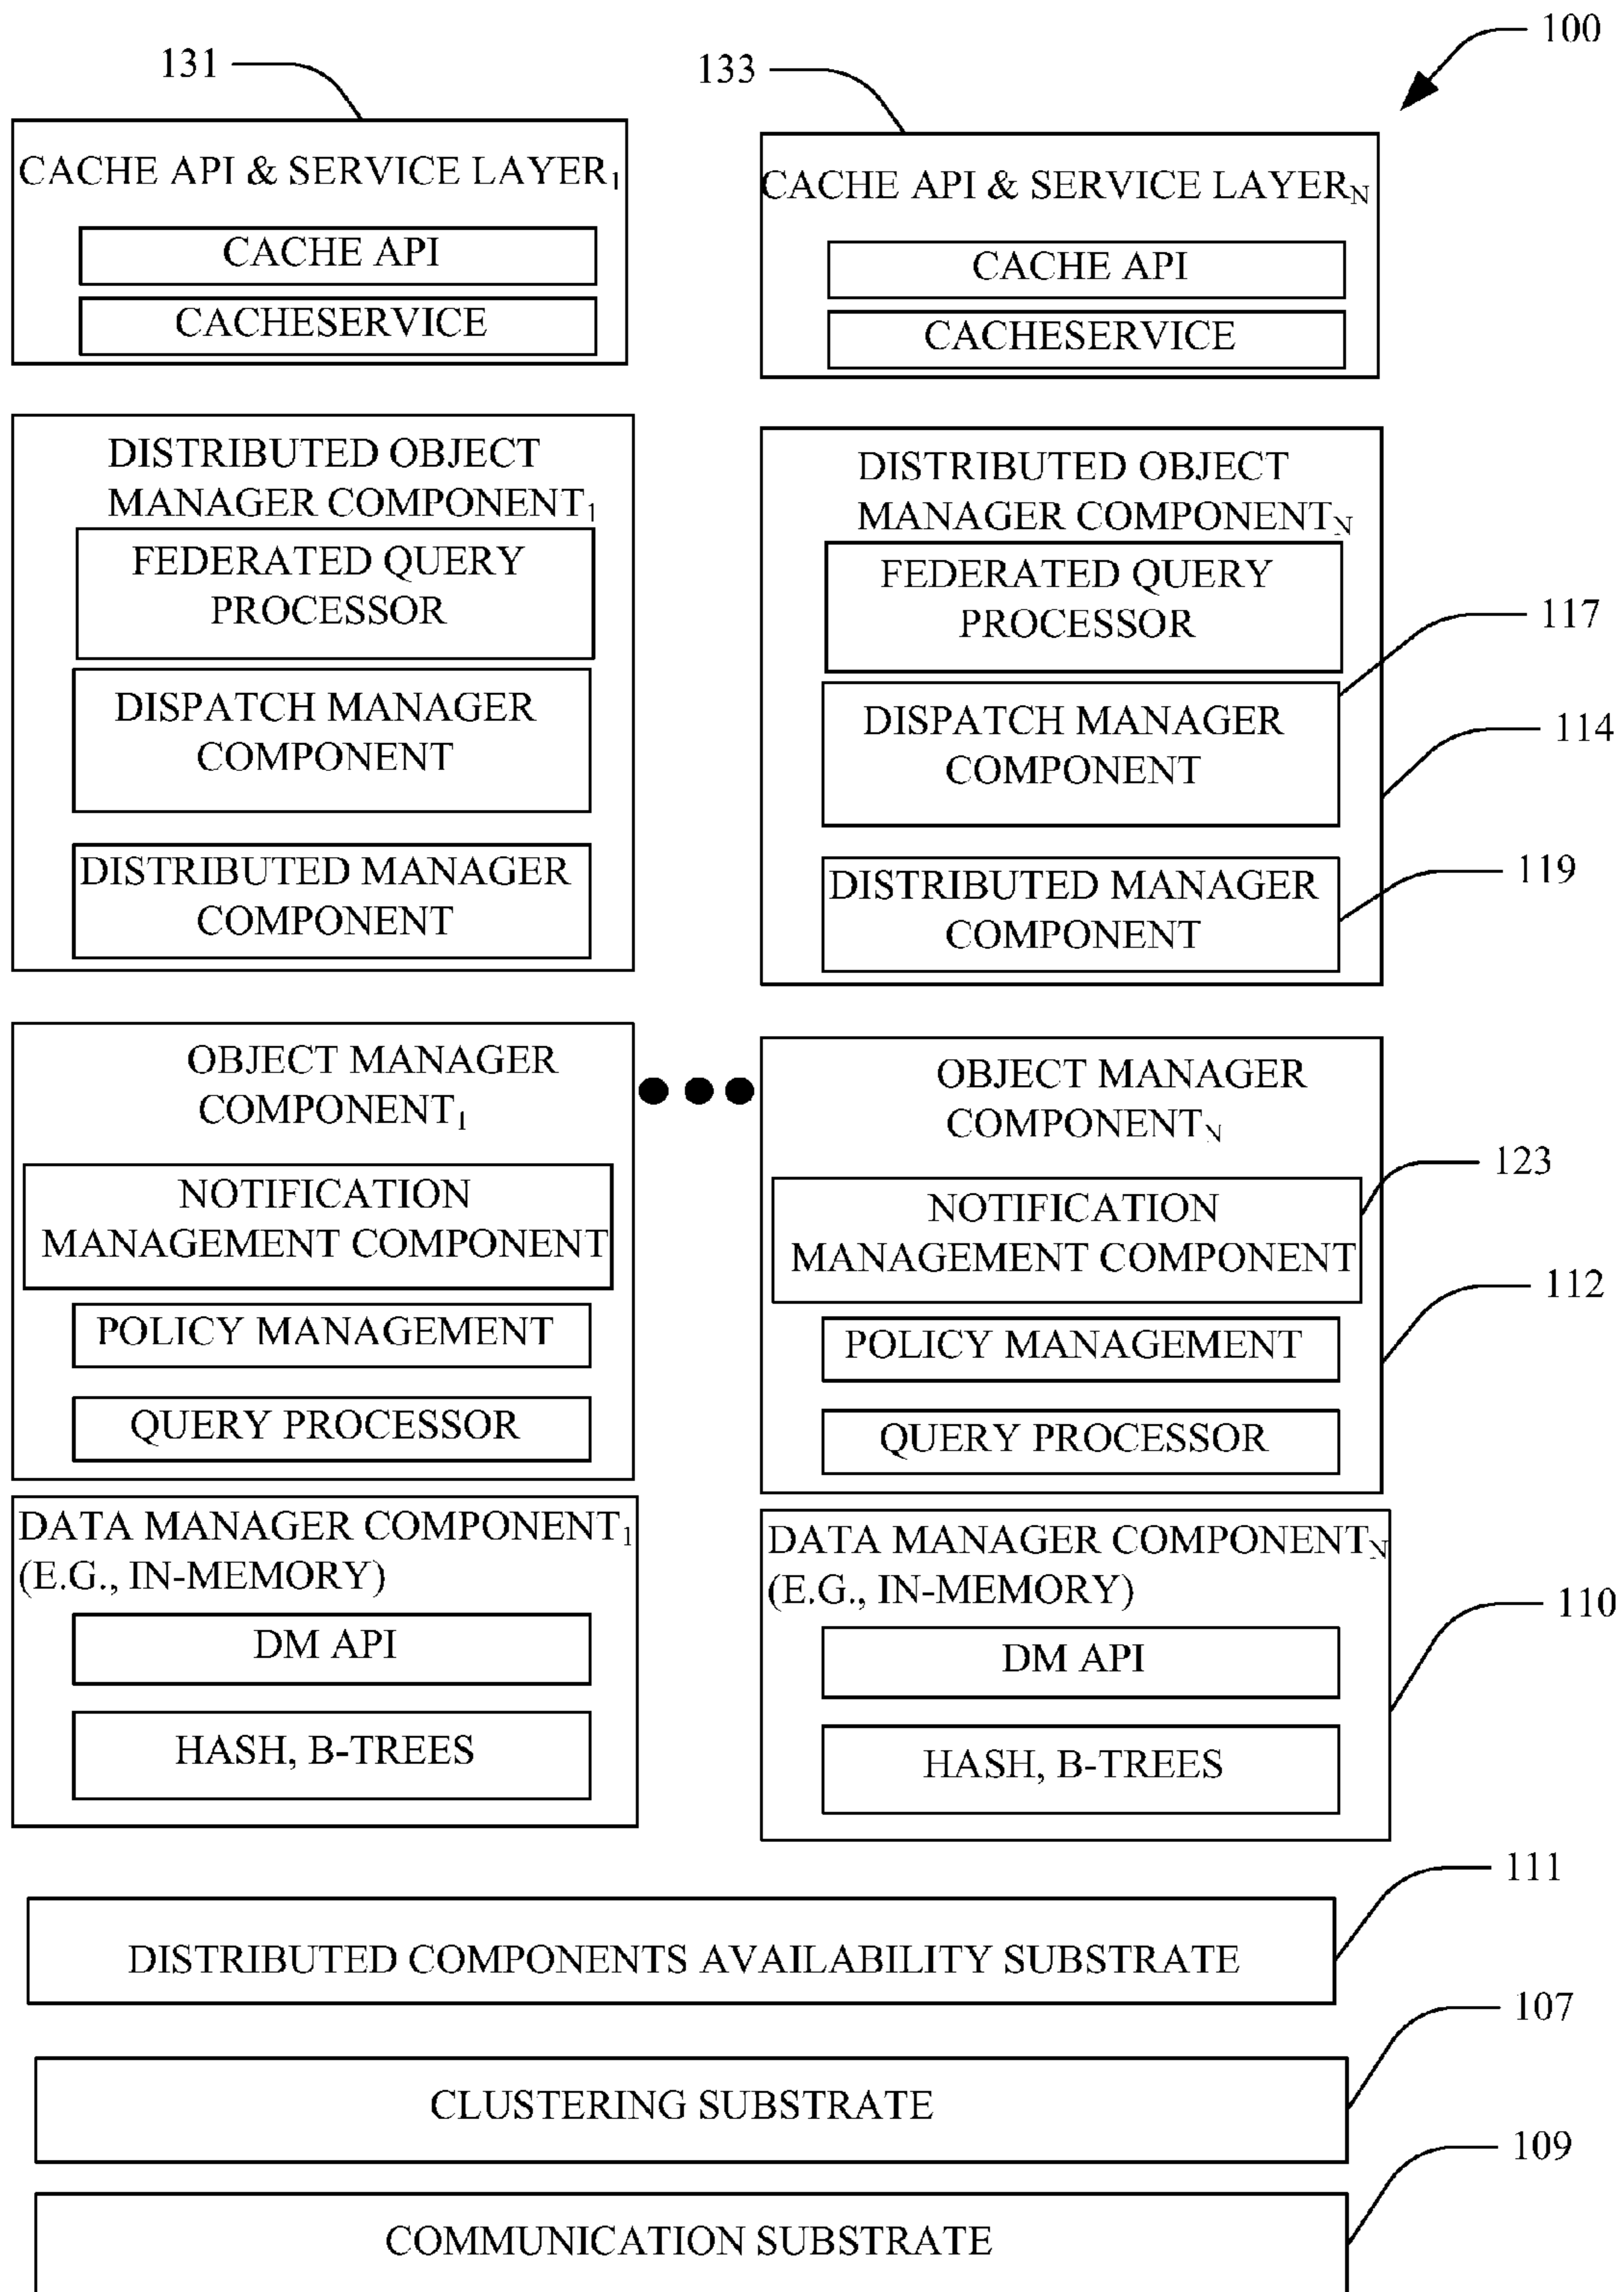 100
131
133
CACHE API & SERVICE LAYER1
CACHE API
CACHESERVICE
CACHE API & SERVICE LAYERN
CACHE API
CACHESERVICE
DISTRIBUTED OBJECT
MANAGER COMPONENT1
FEDERATED QUERY
PROCESSOR
DISPATCH MANAGER
COMPONENT
DISTRIBUTED MANAGER
COMPONENT
DISTRIBUTED OBJECT
MANAGER COMPONENTN
FEDERATED QUERY
PROCESSOR
DISPATCH MANAGER
COMPONENT
DISTRIBUTED MANAGER
COMPONENT
117
114
119
OBJECT MANAGER
COMPONENT1
NOTIFICATION
MANAGEMENT COMPONENT
POLICY MANAGEMENT
QUERY PROCESSOR
OBJECT MANAGER
COMPONENTN
NOTIFICATION
MANAGEMENT COMPONENT
POLICY MANAGEMENT
QUERY PROCESSOR
123
112
DATA MANAGER COMPONENT1
(E.G., IN-MEMORY)
DM API
HASH, B-TREES
DATA MANAGER COMPONENTN
(E.G., IN-MEMORY)
DM API
HASH, B-TREES
110
111
DISTRIBUTED COMPONENTS AVAILABILITY SUBSTRATE
107
CLUSTERING SUBSTRATE
109
COMMUNICATION SUBSTRATE